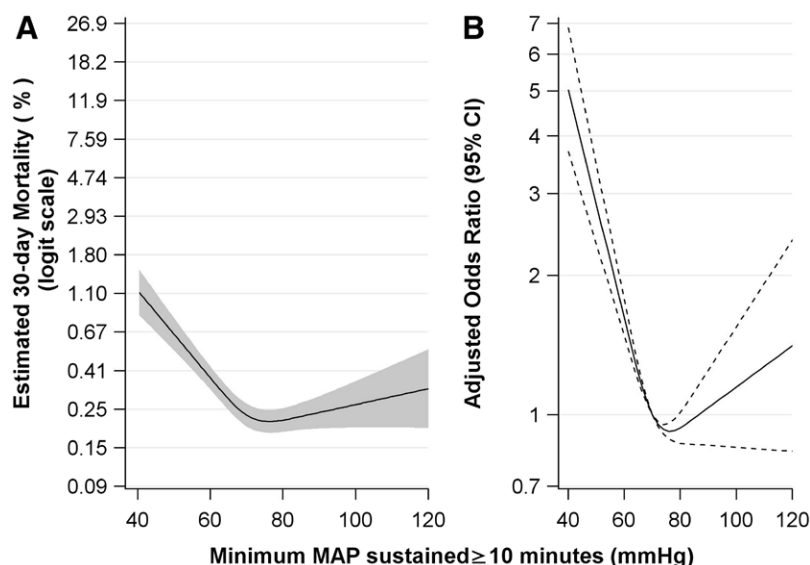 A
Estimated 30-day Mortality ( % )
(logit scale)
26.9
18.2
11.9
7.59
4.74
2.93
1.80
1.10
0.67
0.41
0.25
0.15
0.09
40 60 80 100 120
B
Adjusted Odds Ratio (95% CI)
7
6
5
4
3
2
1
0.7
40 60 80 100 120
Minimum MAP sustained≥10 minutes (mmHg)